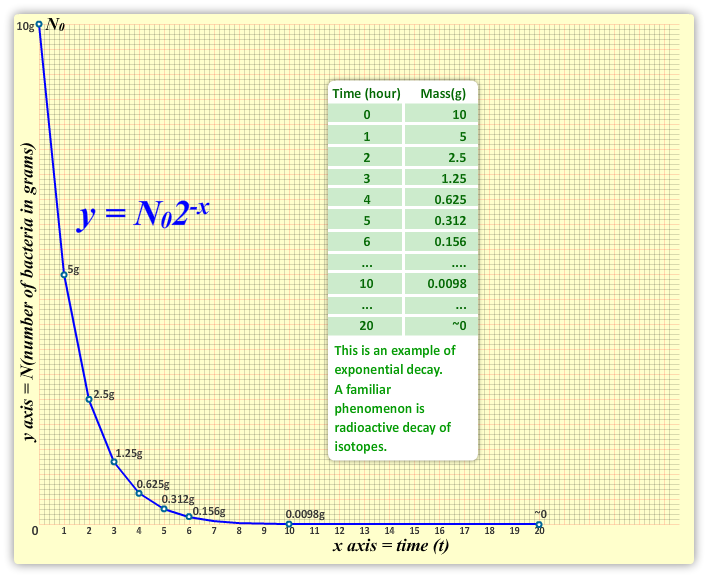 10g N₀
y axis = N(number of bacteria in grams)
y = N₀2⁻ˣ
Time (hour) Mass(g)
0 10
1 5
2 2.5
3 1.25
4 0.625
5 0.312
6 0.156
... ....
10 0.0098
... ...
20 ~0
This is an example of
exponential decay.
A familiar
phenomenon is
radioactive decay of
isotopes.
5g
2.5g
1.25g
0.625g
0.312g
0.156g
0.0098g
~0
0 1 2 3 4 5 6 7 8 9 10 11 12 13 14 15 16 17 18 19 20
x axis = time (t)